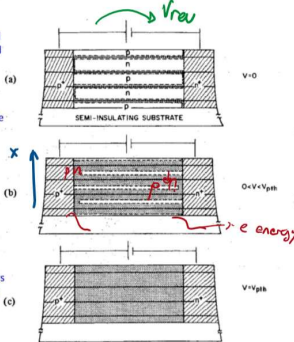 Vrev
p
n
p
n
p⁺
n⁺
p
(a)
V=0
SEMI-INSULATING SUBSTRATE
x
(b)
p⁺
n⁺
0<V<Vpth
e energy
(c)
p⁺
n⁺
V=Vpth